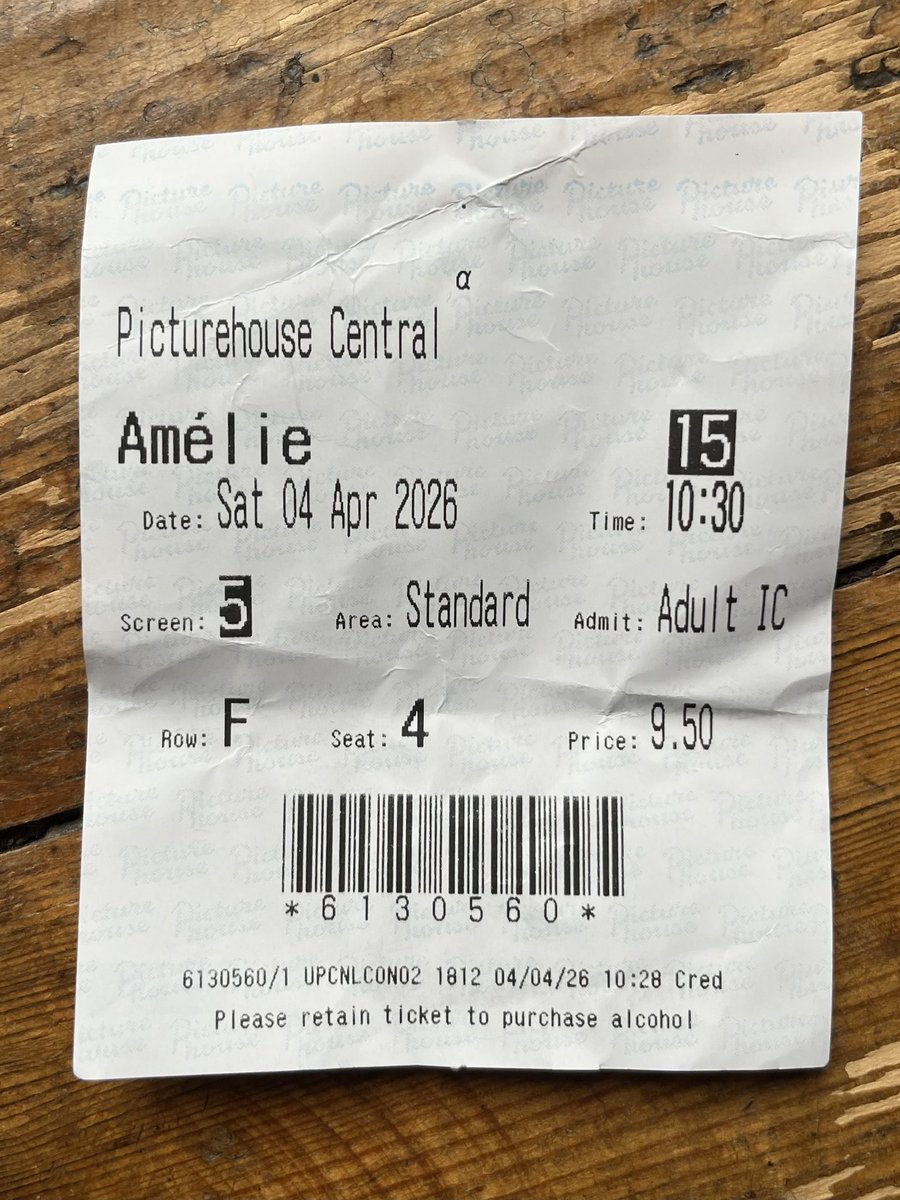 α
Picturehouse Central
Amélie 15
Date: Sat 04 Apr 2026 Time: 10:30
Screen: 5 Area: Standard Admit: Adult IC
Row: F Seat: 4 Price: 9.50
*6130560*
6130560/1 UPCNLCON02 1812 04/04/26 10:28 Cred
Please retain ticket to purchase alcohol